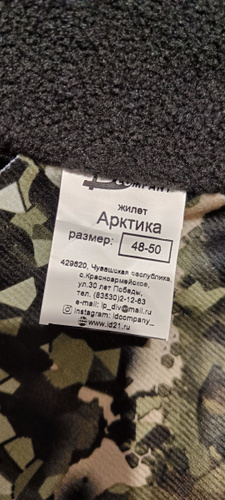 COMPANY
жилет
Арктика
размер: 48-50
429620, Чувашская республика,
с.Красноармейское,
ул.30 лет Победы,
тел. (83530)2-12-63
e-mail: ip_div@mail.ru
Instagram: idcompany_
www.id21.ru